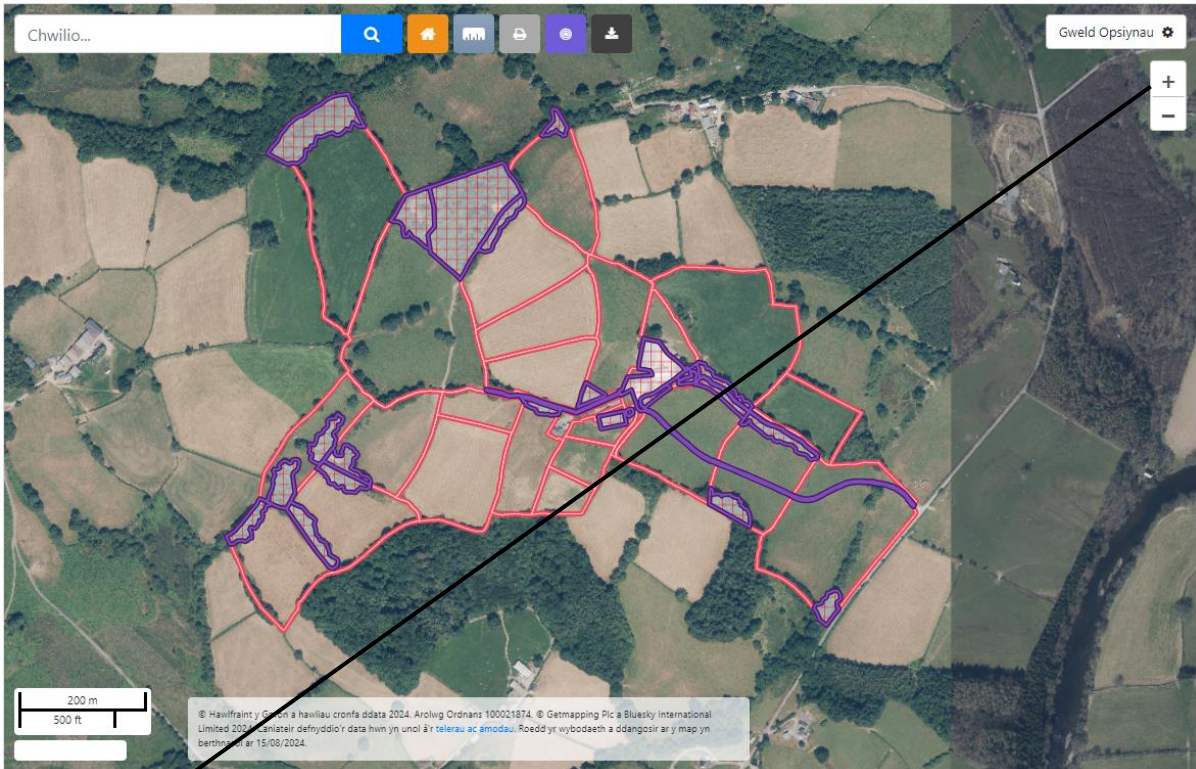 Chwilio...
Gweld Opsiynau
+
−
200 m
500 ft
© Hawlfraint y Goron a hawliau cronfa ddata 2024. Arolwg Ordnans 100021874. © Getmapping Plc a Bluesky International
Limited 2024. Caniateir defnyddio'r data hwn yn unol â'r telerau ac amodau. Roedd yr wybodaeth a ddangosir ar y map yn
berthnasol ar 15/08/2024.